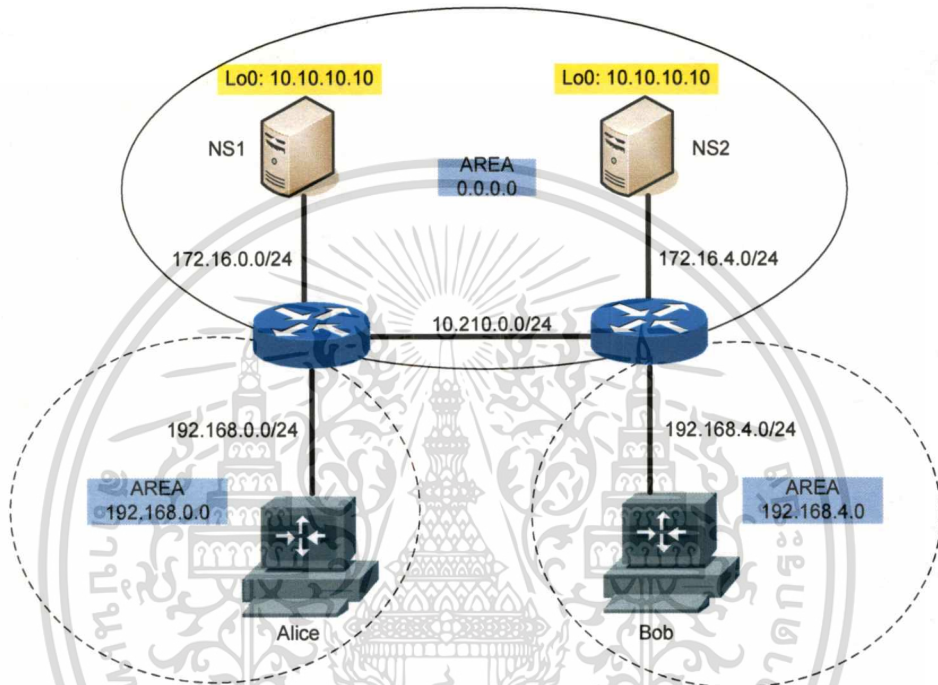 Lo0: 10.10.10.10
Lo0: 10.10.10.10
NS1
NS2
AREA
0.0.0.0
172.16.0.0/24
172.16.4.0/24
10.210.0.0/24
192.168.0.0/24
192.168.4.0/24
AREA
192.168.0.0
AREA
192.168.4.0
Alice
Bob